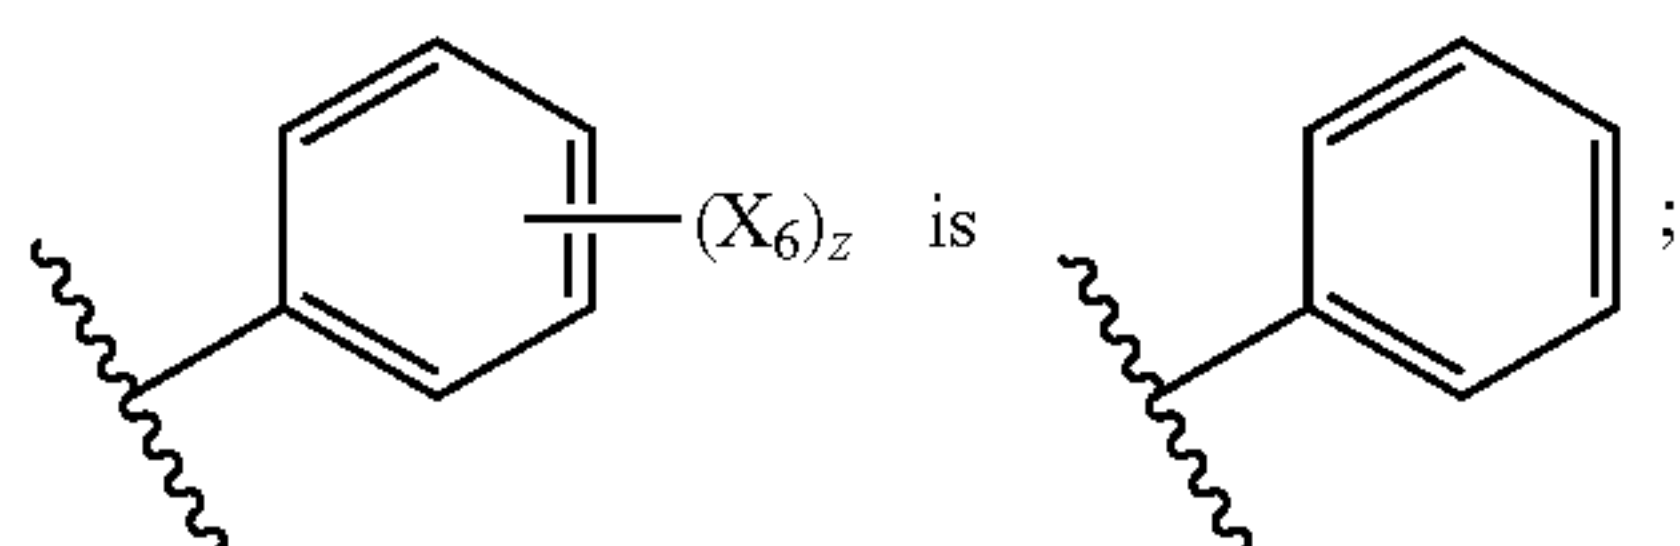 (X₆)z is ;